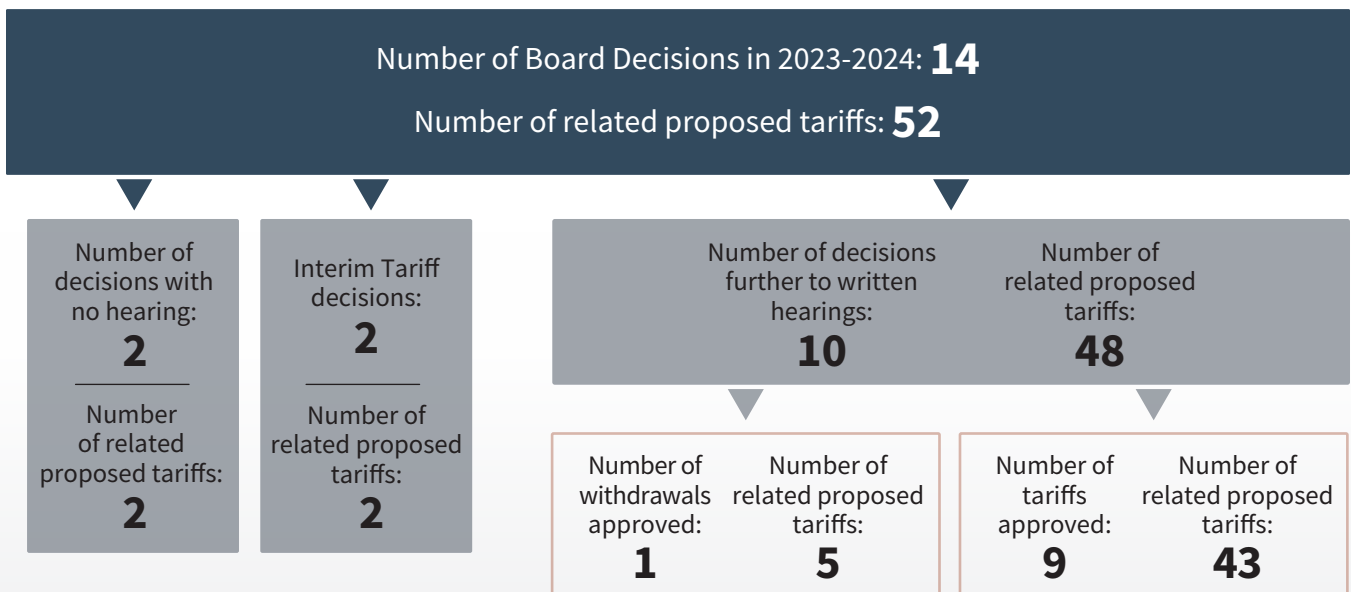 Number of Board Decisions in 2023-2024: 14
Number of related proposed tariffs: 52
Number of
decisions with
no hearing:
2
Number
of related
proposed tariffs:
2
Interim Tariff
decisions:
2
Number of
related proposed
tariffs:
2
Number of decisions
further to written
hearings:
10
Number of
related proposed
tariffs:
48
Number of
withdrawals
approved:
1
Number of
related proposed
tariffs:
5
Number of
tariffs
approved:
9
Number of
related proposed
tariffs:
43